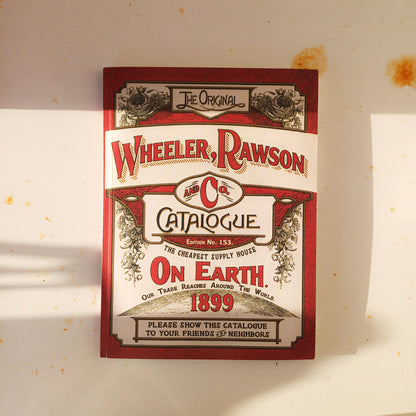 The Original
Wheeler, Rawson
and Co.
Catalogue
Edition No. 153.
The Cheapest Supply House
On Earth.
Our Trade Reaches Around The World
1899
Please show this catalogue
to your friends and neighbors